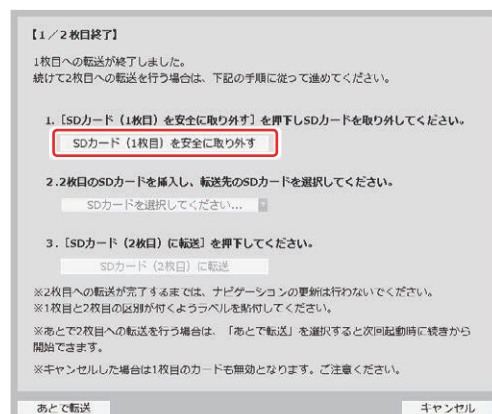 【1/2枚目終了】
1枚目への転送が終了しました。
続けて2枚目への転送を行う場合は、下記の手順に従って進めてください。
1. [SDカード(1枚目)を安全に取り外す]を押下しSDカードを取り外してください。
SDカード(1枚目)を安全に取り外す
2.2枚目のSDカードを挿入し、転送先のSDカードを選択してください。
SDカードを選択してください...
3. [SDカード(2枚目)に転送]を押下してください。
SDカード(2枚目)に転送
※2枚目への転送が完了するまでは、ナビゲーションの更新は行わないでください。
※1枚目と2枚目の区別が付くようラベルを貼付してください。
※あとで2枚目への転送を行う場合は、「あとで転送」を選択すると次回起動時に続きから
開始できます。
※キャンセルした場合は1枚目のカードも無効となります。ご注意ください。
あとで転送
キャンセル